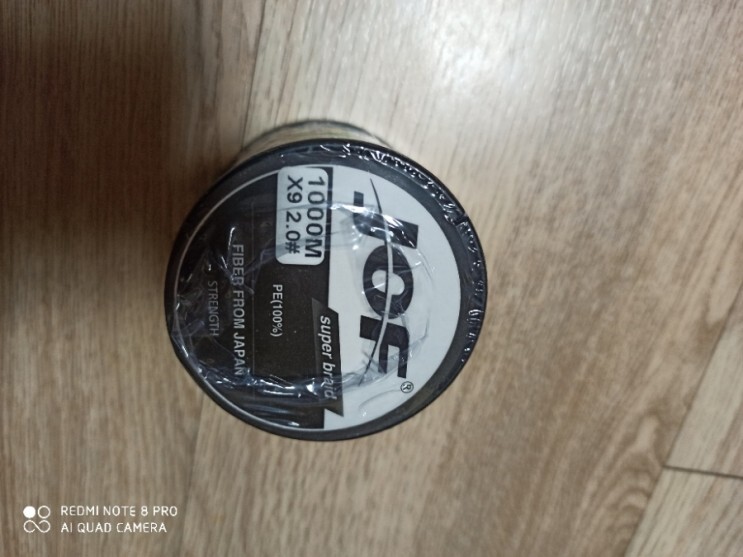 JOF®
super braid
PE(100%)
1000M
X9 2.0#
FIBER FROM JAPAN
STRENGTH
REDMI NOTE 8 PRO
AI QUAD CAMERA